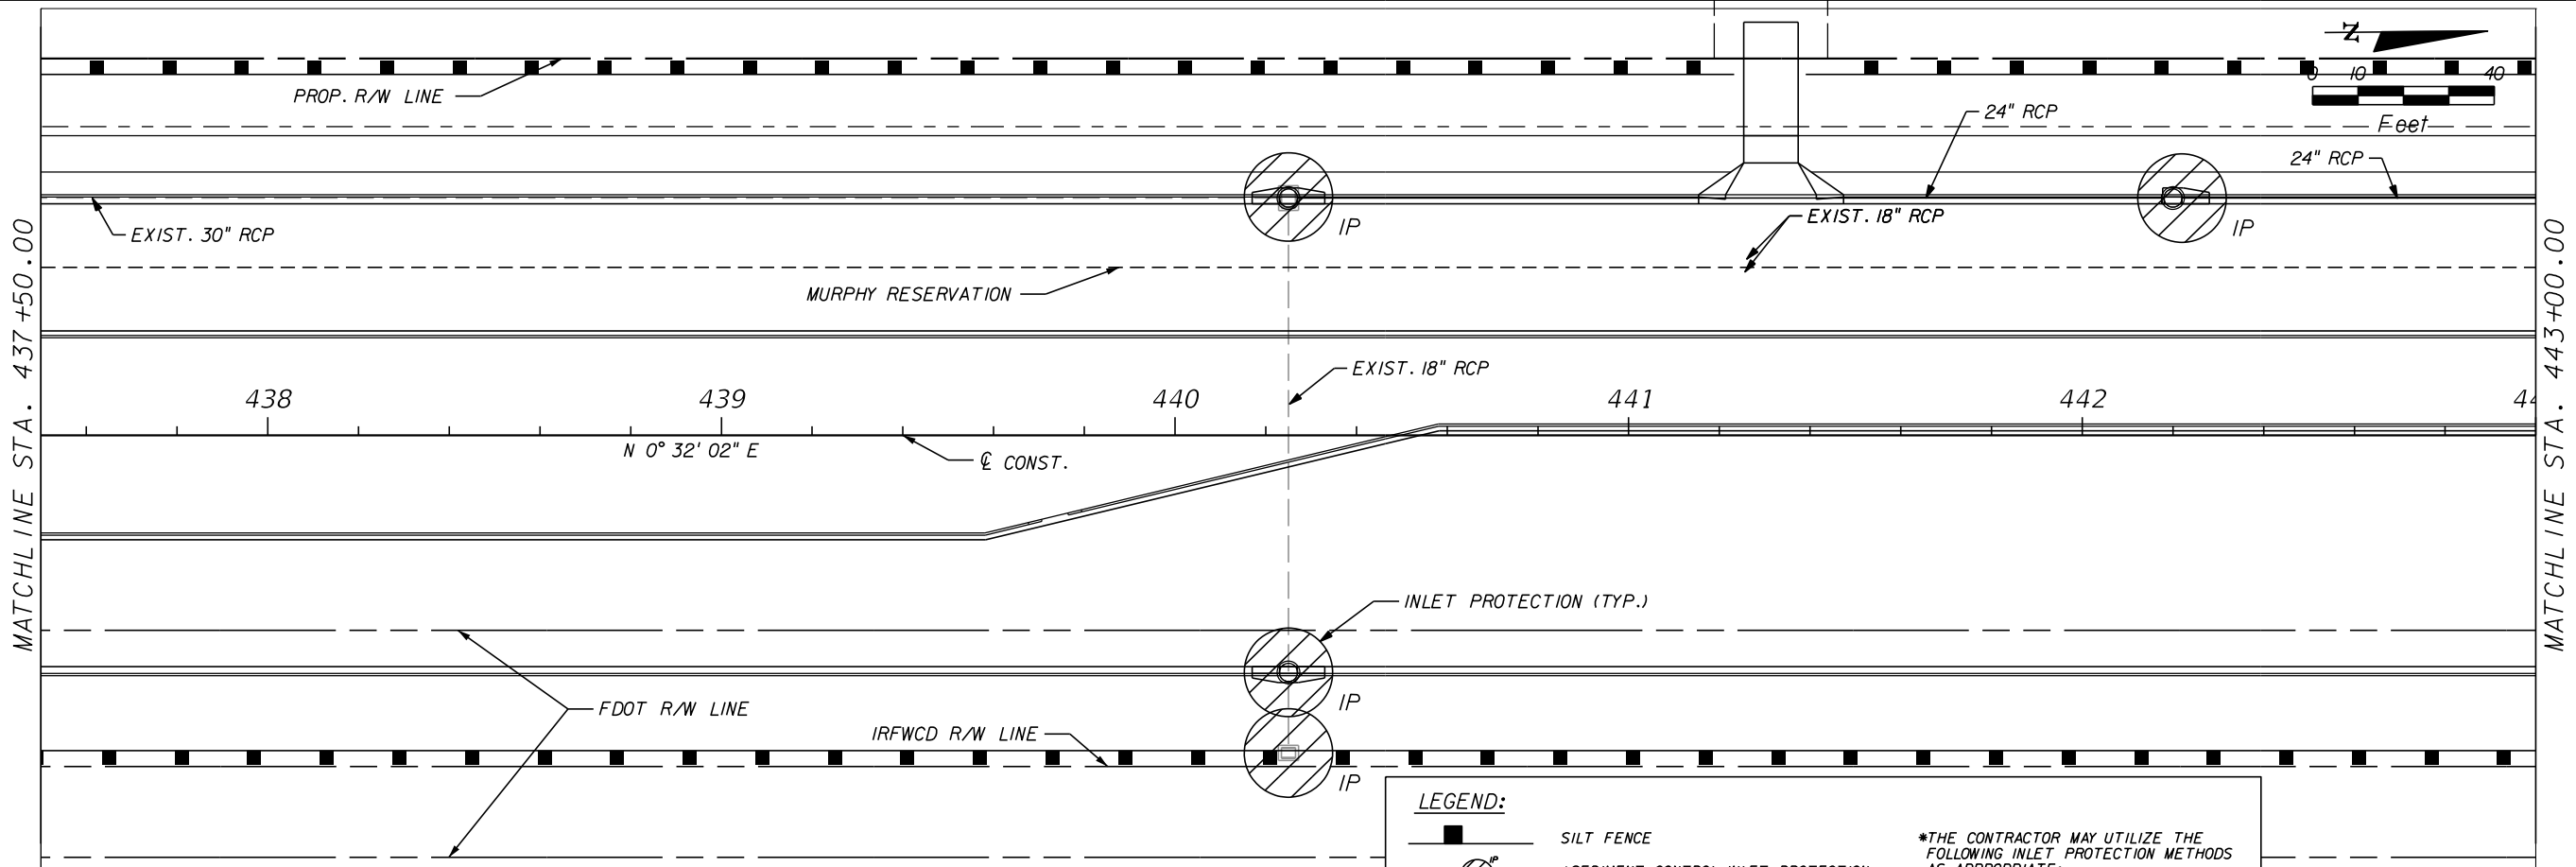 N
0 10 40
Feet
PROP. R/W LINE
24" RCP
24" RCP
IP
IP
EXIST. 18" RCP
EXIST. 30" RCP
MURPHY RESERVATION
EXIST. 18" RCP
MATCHLINE STA. 437+50.00
MATCHLINE STA. 443+00.00
438 439 440 441 442
N 0° 32' 02" E
℄ CONST.
INLET PROTECTION (TYP.)
IP
FDOT R/W LINE
IRFWCD R/W LINE
IP
LEGEND:
SILT FENCE
IP
*THE CONTRACTOR MAY UTILIZE THE
FOLLOWING INLET PROTECTION METHODS